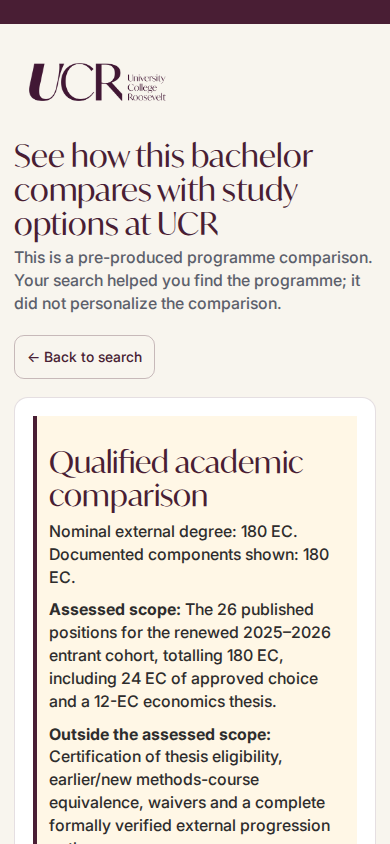 UCR University
College
Roosevelt
See how this bachelor
compares with study
options at UCR
This is a pre-produced programme comparison.
Your search helped you find the programme; it
did not personalize the comparison.
← Back to search
Qualified academic
comparison
Nominal external degree: 180 EC.
Documented components shown: 180
EC.
Assessed scope: The 26 published
positions for the renewed 2025–2026
entrant cohort, totalling 180 EC,
including 24 EC of approved choice
and a 12-EC economics thesis.
Outside the assessed scope:
Certification of thesis eligibility,
earlier/new methods-course
equivalence, waivers and a complete
formally verified external progression